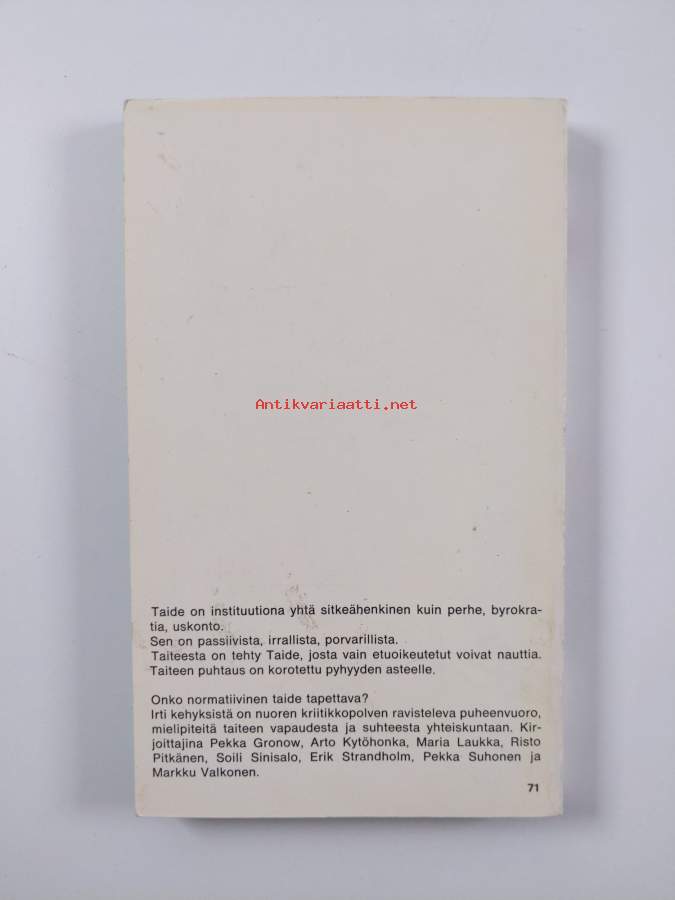 Antikvariaatti.net
Taide on instituutiona yhtä sitkeähenkinen kuin perhe, byrokra-
tia, uskonto.
Sen on passiivista, irrallista, porvarillista.
Taiteesta on tehty Taide, josta vain etuoikeutetut voivat nauttia.
Taiteen puhtaus on korotettu pyhyyden asteelle.
Onko normatiivinen taide tapettava?
Irti kehyksistä on nuoren kriitikkopolven ravisteleva puheenvuoro,
mielipiteitä taiteen vapaudesta ja suhteesta yhteiskuntaan. Kir-
joittajina Pekka Gronow, Arto Kytöhonka, Maria Laukka, Risto
Pitkänen, Soili Sinisalo, Erik Strandholm, Pekka Suhonen ja
Markku Valkonen.
71